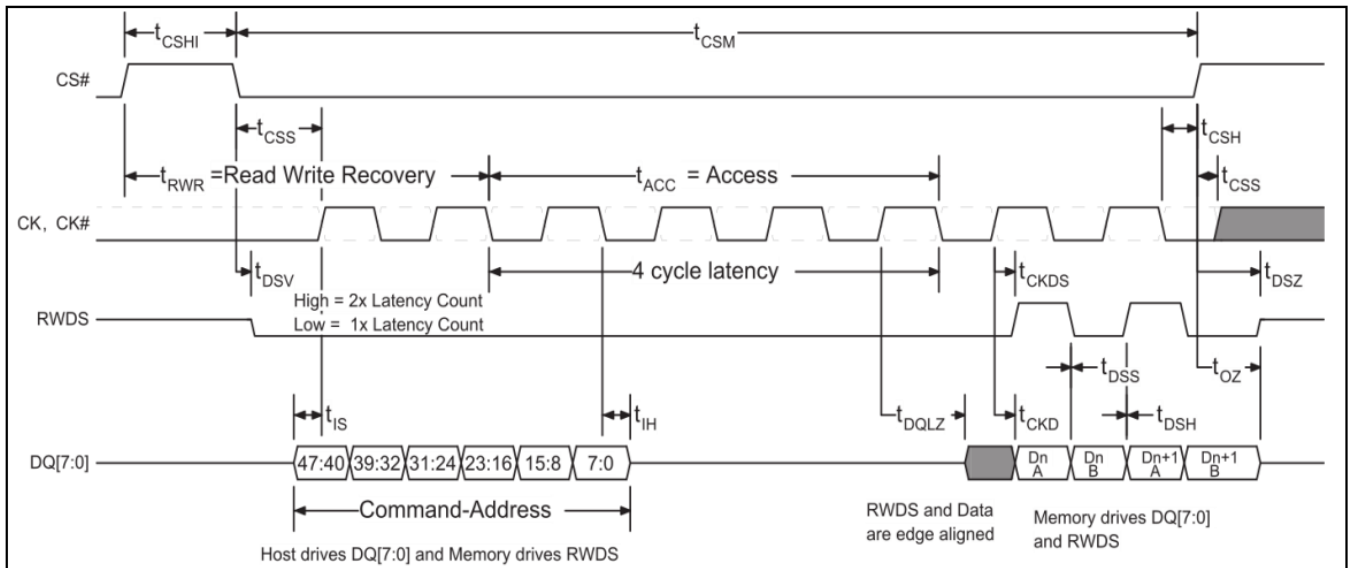 tCSHI
tCSM
CS#
tCSS
tCSH
tRWR =Read Write Recovery
tACC = Access
tCSS
CK, CK#
4 cycle latency
tDSV
tCKDS
tDSZ
High = 2x Latency Count
Low = 1x Latency Count
RWDS
tDSS
tOZ
tIS
tIH
tDQLZ
tCKD
tDSH
DQ[7:0]
47:40 39:32 31:24 23:16 15:8 7:0
Dn A
Dn B
Dn+1 A
Dn+1 B
Command-Address
RWDS and Data
are edge aligned
Memory drives DQ[7:0]
and RWDS
Host drives DQ[7:0] and Memory drives RWDS